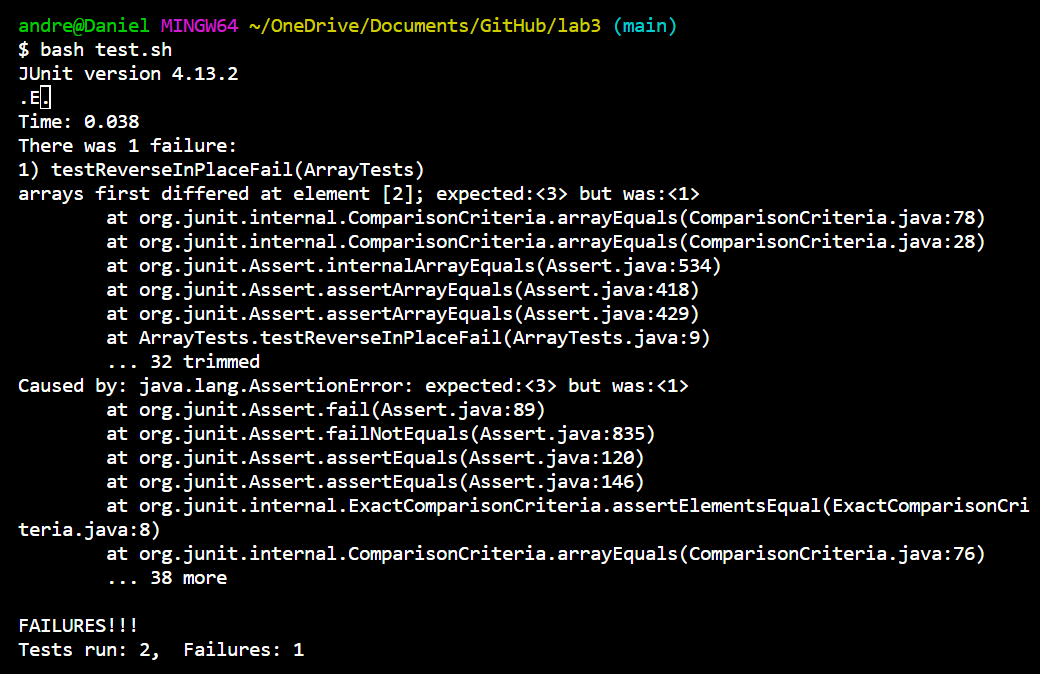 andre@Daniel MINGW64 ~/OneDrive/Documents/GitHub/lab3 (main)
$ bash test.sh
JUnit version 4.13.2
.E.
Time: 0.038
There was 1 failure:
1) testReverseInPlaceFail(ArrayTests)
arrays first differed at element [2]; expected:<3> but was:<1>
        at org.junit.internal.ComparisonCriteria.arrayEquals(ComparisonCriteria.java:78)
        at org.junit.internal.ComparisonCriteria.arrayEquals(ComparisonCriteria.java:28)
        at org.junit.Assert.internalArrayEquals(Assert.java:534)
        at org.junit.Assert.assertArrayEquals(Assert.java:418)
        at org.junit.Assert.assertArrayEquals(Assert.java:429)
        at ArrayTests.testReverseInPlaceFail(ArrayTests.java:9)
        ... 32 trimmed
Caused by: java.lang.AssertionError: expected:<3> but was:<1>
        at org.junit.Assert.fail(Assert.java:89)
        at org.junit.Assert.failNotEquals(Assert.java:835)
        at org.junit.Assert.assertEquals(Assert.java:120)
        at org.junit.Assert.assertEquals(Assert.java:146)
        at org.junit.internal.ExactComparisonCriteria.assertElementsEqual(ExactComparisonCri
teria.java:8)
        at org.junit.internal.ComparisonCriteria.arrayEquals(ComparisonCriteria.java:76)
        ... 38 more

FAILURES!!!
Tests run: 2,  Failures: 1